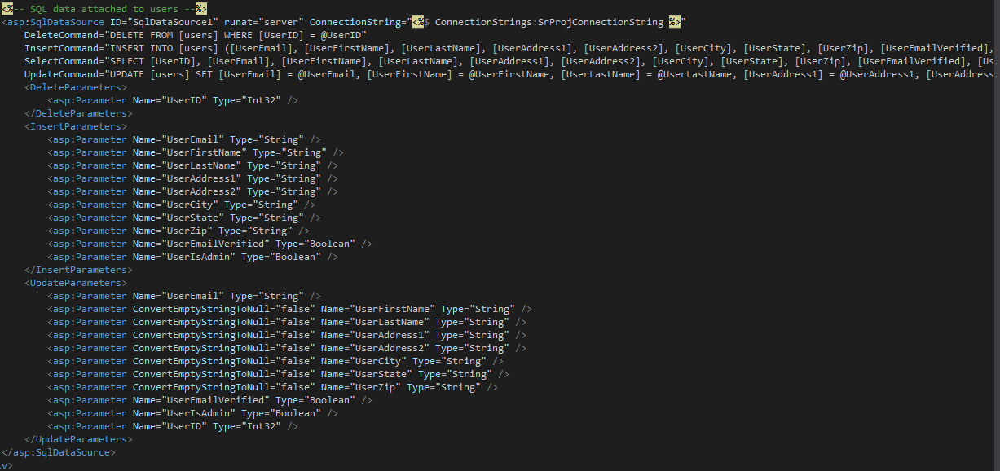 <%-- SQL data attached to users --%>
<asp:SqlDataSource ID="SqlDataSource1" runat="server" ConnectionString="<%$ ConnectionStrings:SrProjConnectionString %>"
    DeleteCommand="DELETE FROM [users] WHERE [UserID] = @UserID"
    InsertCommand="INSERT INTO [users] ([UserEmail], [UserFirstName], [UserLastName], [UserAddress1], [UserAddress2], [UserCity], [UserState], [UserZip], [UserEmailVerified],
    SelectCommand="SELECT [UserID], [UserEmail], [UserFirstName], [UserLastName], [UserAddress1], [UserAddress2], [UserCity], [UserState], [UserZip], [UserEmailVerified], [Us
    UpdateCommand="UPDATE [users] SET [UserEmail] = @UserEmail, [UserFirstName] = @UserFirstName, [UserLastName] = @UserLastName, [UserAddress1] = @UserAddress1, [UserAddress
    <DeleteParameters>
        <asp:Parameter Name="UserID" Type="Int32" />
    </DeleteParameters>
    <InsertParameters>
        <asp:Parameter Name="UserEmail" Type="String" />
        <asp:Parameter Name="UserFirstName" Type="String" />
        <asp:Parameter Name="UserLastName" Type="String" />
        <asp:Parameter Name="UserAddress1" Type="String" />
        <asp:Parameter Name="UserAddress2" Type="String" />
        <asp:Parameter Name="UserCity" Type="String" />
        <asp:Parameter Name="UserState" Type="String" />
        <asp:Parameter Name="UserZip" Type="String" />
        <asp:Parameter Name="UserEmailVerified" Type="Boolean" />
        <asp:Parameter Name="UserIsAdmin" Type="Boolean" />
    </InsertParameters>
    <UpdateParameters>
        <asp:Parameter Name="UserEmail" Type="String" />
        <asp:Parameter ConvertEmptyStringToNull="false" Name="UserFirstName" Type="String" />
        <asp:Parameter ConvertEmptyStringToNull="false" Name="UserLastName" Type="String" />
        <asp:Parameter ConvertEmptyStringToNull="false" Name="UserAddress1" Type="String" />
        <asp:Parameter ConvertEmptyStringToNull="false" Name="UserAddress2" Type="String" />
        <asp:Parameter ConvertEmptyStringToNull="false" Name="UserCity" Type="String" />
        <asp:Parameter ConvertEmptyStringToNull="false" Name="UserState" Type="String" />
        <asp:Parameter ConvertEmptyStringToNull="false" Name="UserZip" Type="String" />
        <asp:Parameter Name="UserEmailVerified" Type="Boolean" />
        <asp:Parameter Name="UserIsAdmin" Type="Boolean" />
        <asp:Parameter Name="UserID" Type="Int32" />
    </UpdateParameters>
</asp:SqlDataSource>
v>